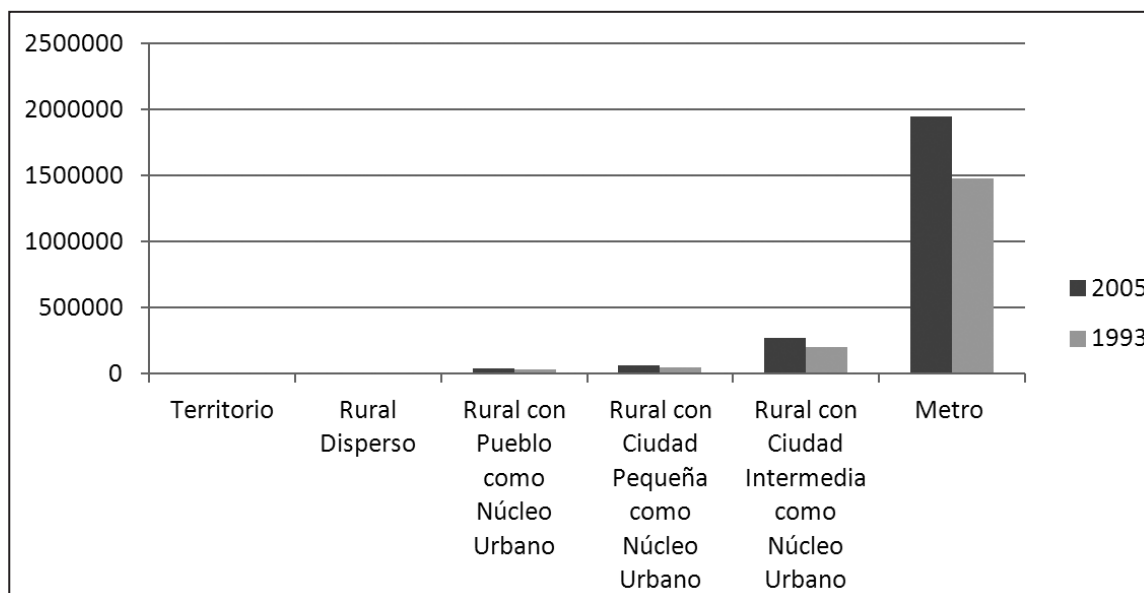 2500000
2000000
1500000
1000000
500000
0
2005
1993
Territorio
Rural
Disperso
Rural con
Pueblo
como
Núcleo
Urbano
Rural con
Ciudad
Pequeña
como
Núcleo
Urbano
Rural con
Ciudad
Intermedia
como
Núcleo
Urbano
Metro